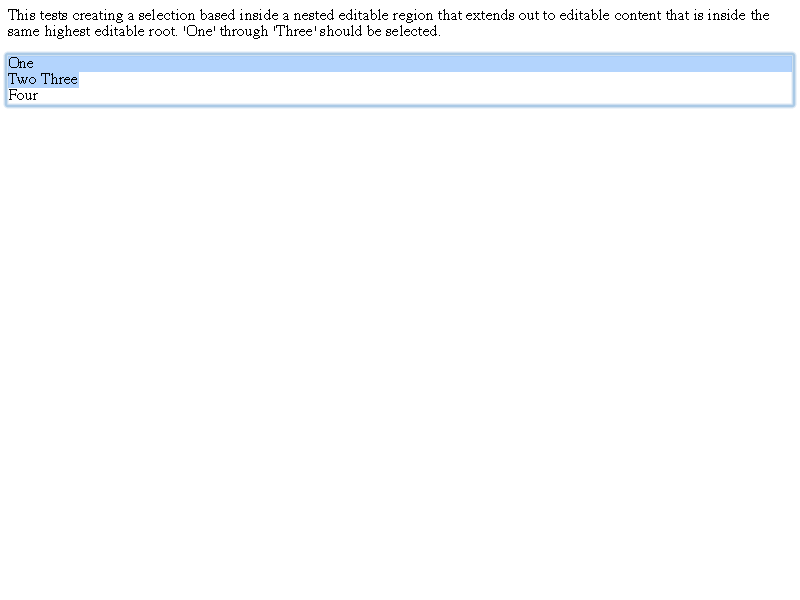 This tests creating a selection based inside a nested editable region that extends out to editable content that is inside the
same highest editable root. 'One' through 'Three' should be selected.
One
Two Three
Four